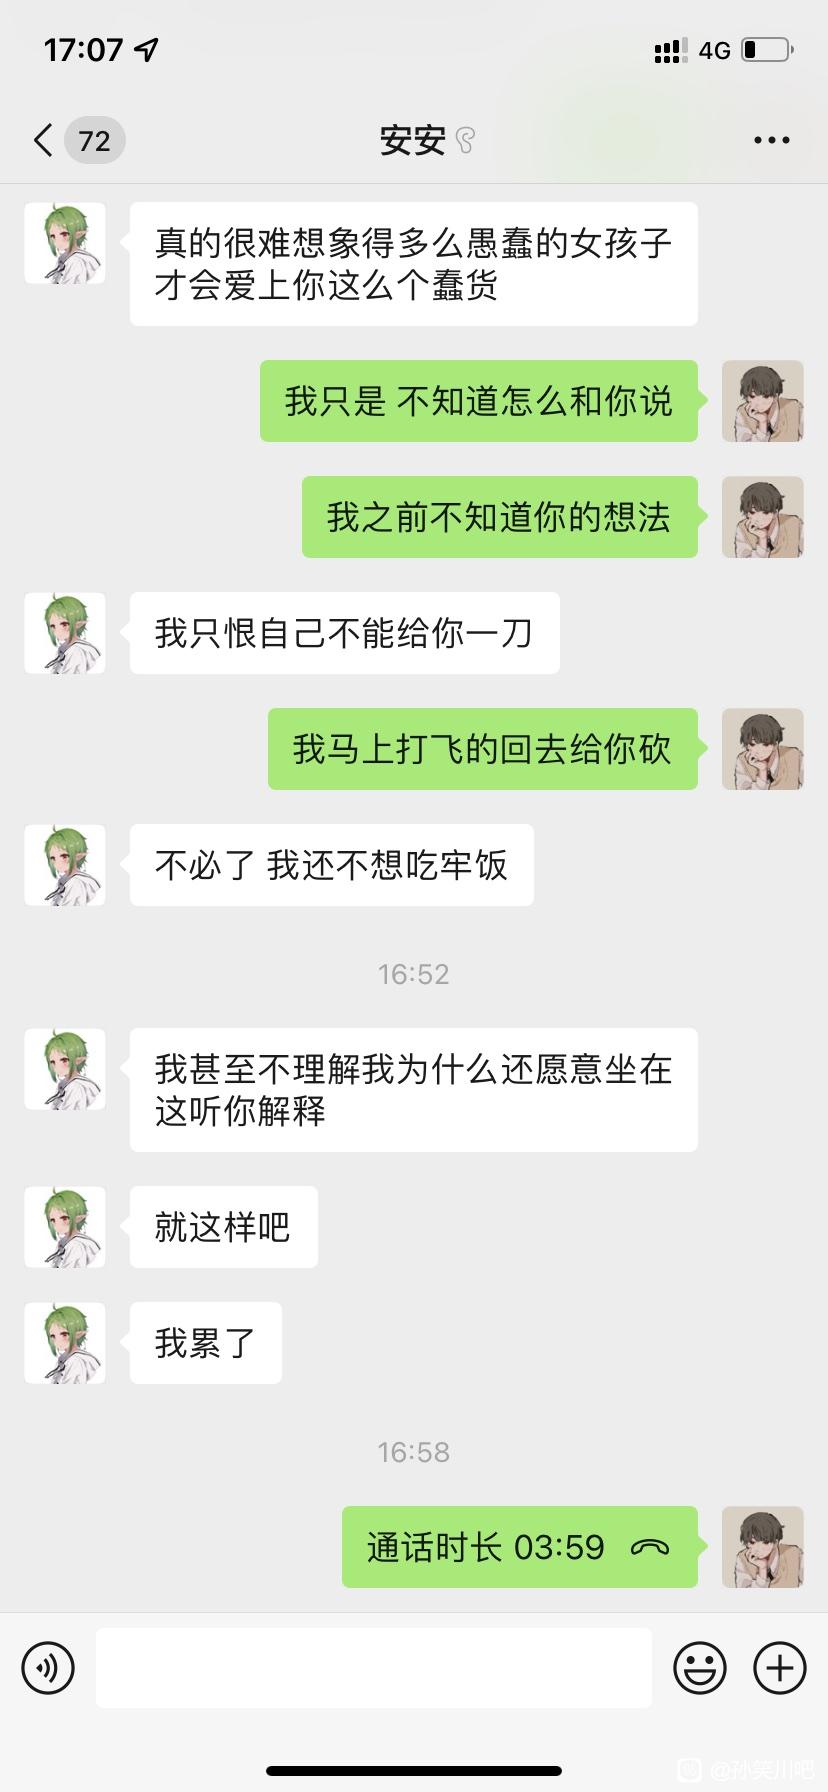 17:07
4G
72
安安
真的很难想象得多么愚蠢的女孩子
才会爱上你这么个蠢货
我只是 不知道怎么和你说
我之前不知道你的想法
我只恨自己不能给你一刀
我马上打飞的回去给你砍
不必了 我还不想吃牢饭
16:52
我甚至不理解我为什么还愿意坐在
这听你解释
就这样吧
我累了
16:58
通话时长 03:59
@孙笑川吧